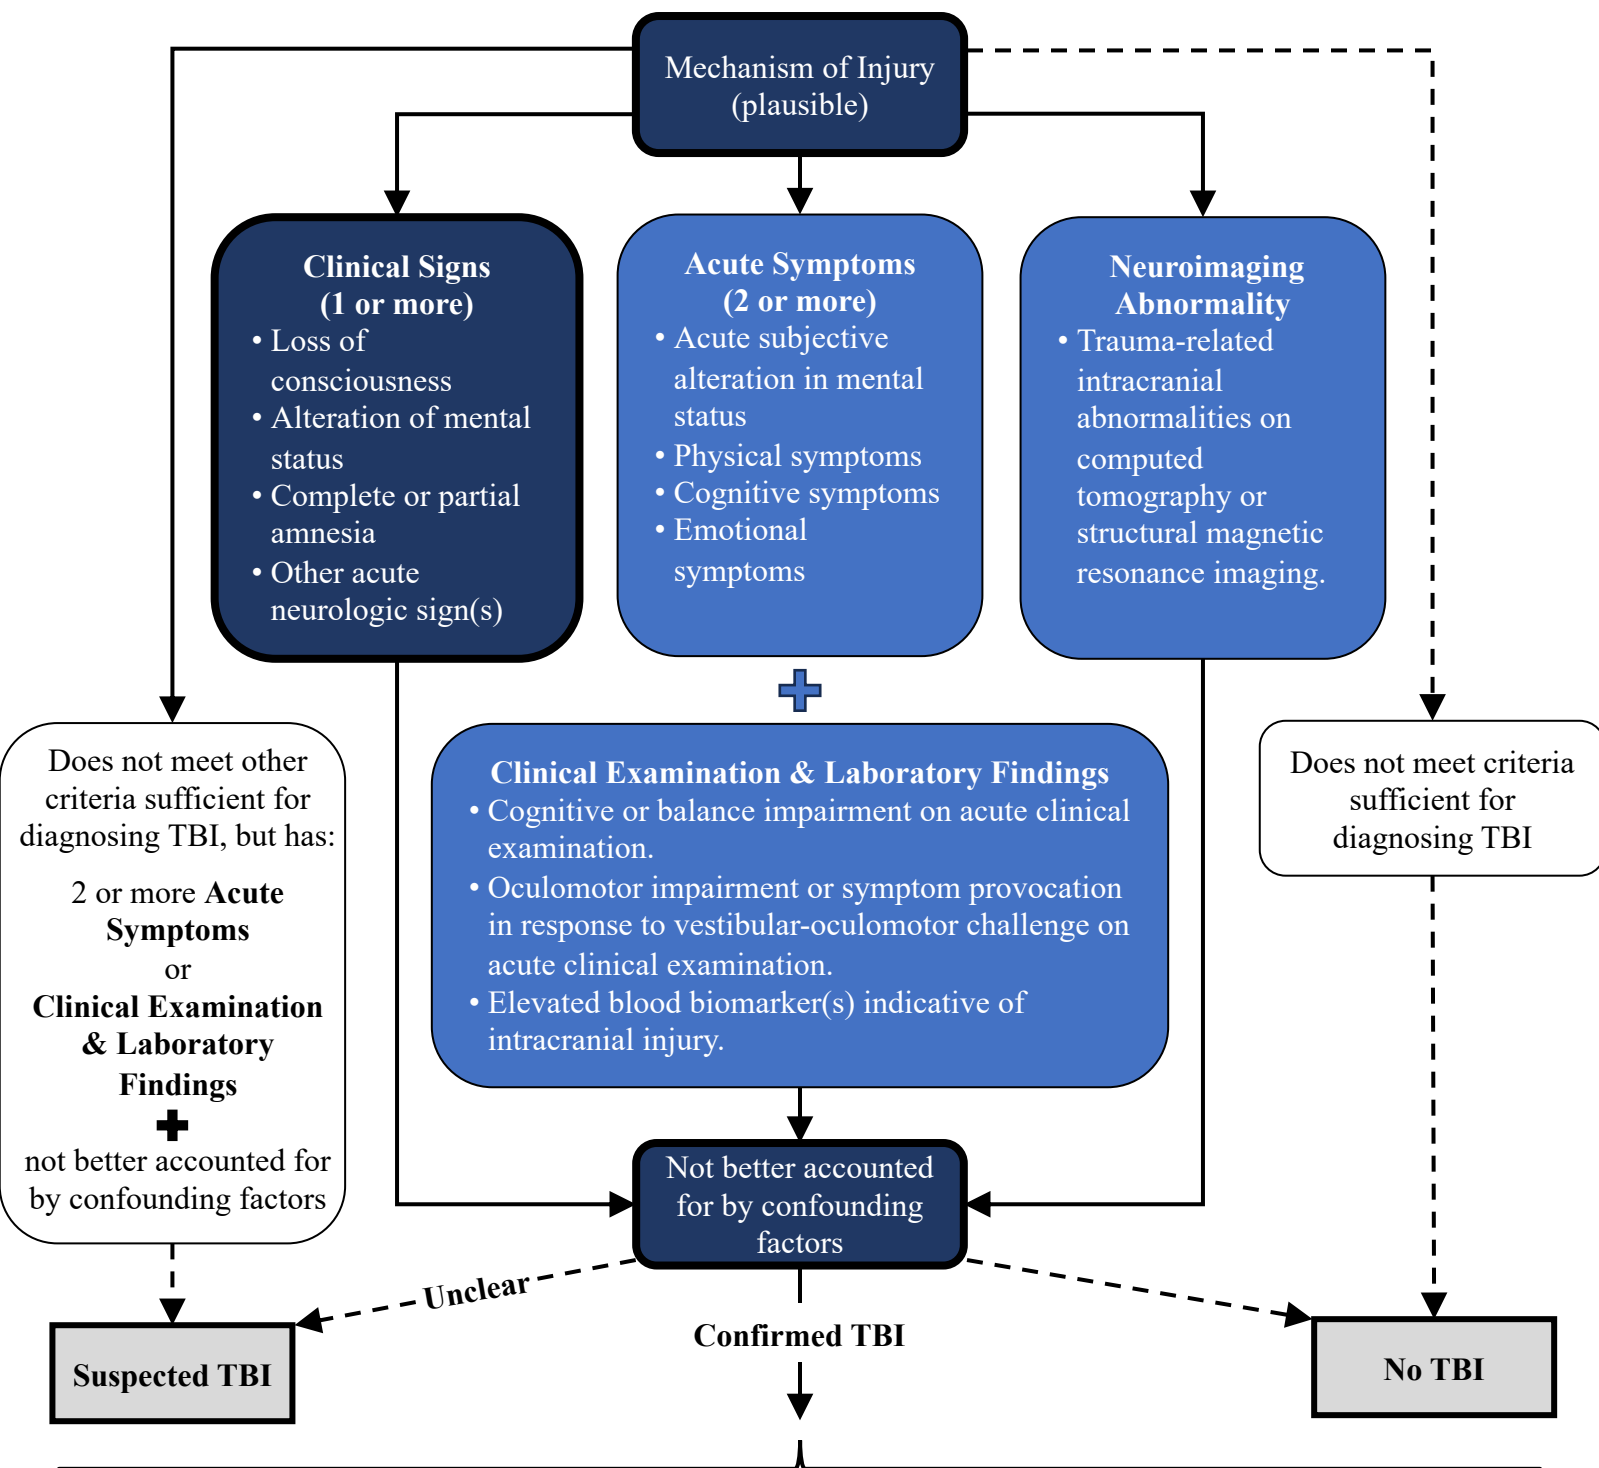 Mechanism of Injury
(plausible)
Clinical Signs
(1 or more)
• Loss of
consciousness
• Alteration of mental
status
• Complete or partial
amnesia
• Other acute
neurologic sign(s)
Acute Symptoms
(2 or more)
• Acute subjective
alteration in mental
status
• Physical symptoms
• Cognitive symptoms
• Emotional
symptoms
Neuroimaging
Abnormality
• Trauma-related
intracranial
abnormalities on
computed
tomography or
structural magnetic
resonance imaging.
Does not meet other
criteria sufficient for
diagnosing TBI, but has:
2 or more Acute
Symptoms
or
Clinical Examination
& Laboratory
Findings
not better accounted for
by confounding factors
Clinical Examination & Laboratory Findings
• Cognitive or balance impairment on acute clinical
examination.
• Oculomotor impairment or symptom provocation
in response to vestibular-oculomotor challenge on
acute clinical examination.
• Elevated blood biomarker(s) indicative of
intracranial injury.
Does not meet criteria
sufficient for
diagnosing TBI
Not better accounted
for by confounding
factors
Unclear
Confirmed TBI
Suspected TBI
No TBI